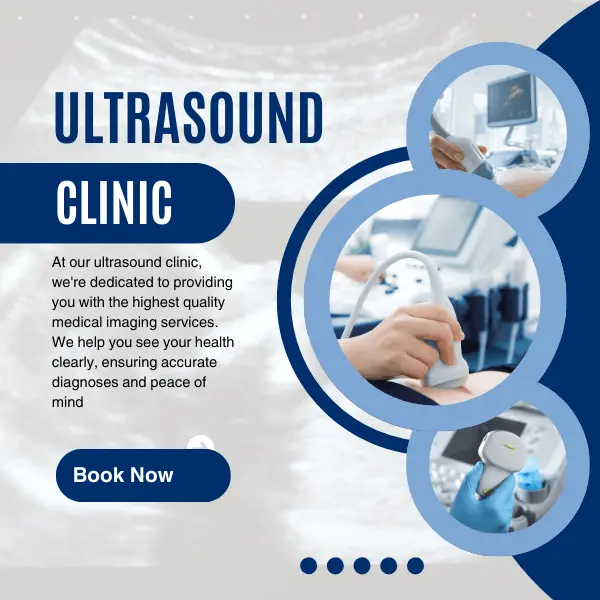 ULTRASOUND
CLINIC
At our ultrasound clinic,
we're dedicated to providing
you with the highest quality
medical imaging services.
We help you see your health
clearly, ensuring accurate
diagnoses and peace of
mind
Book Now